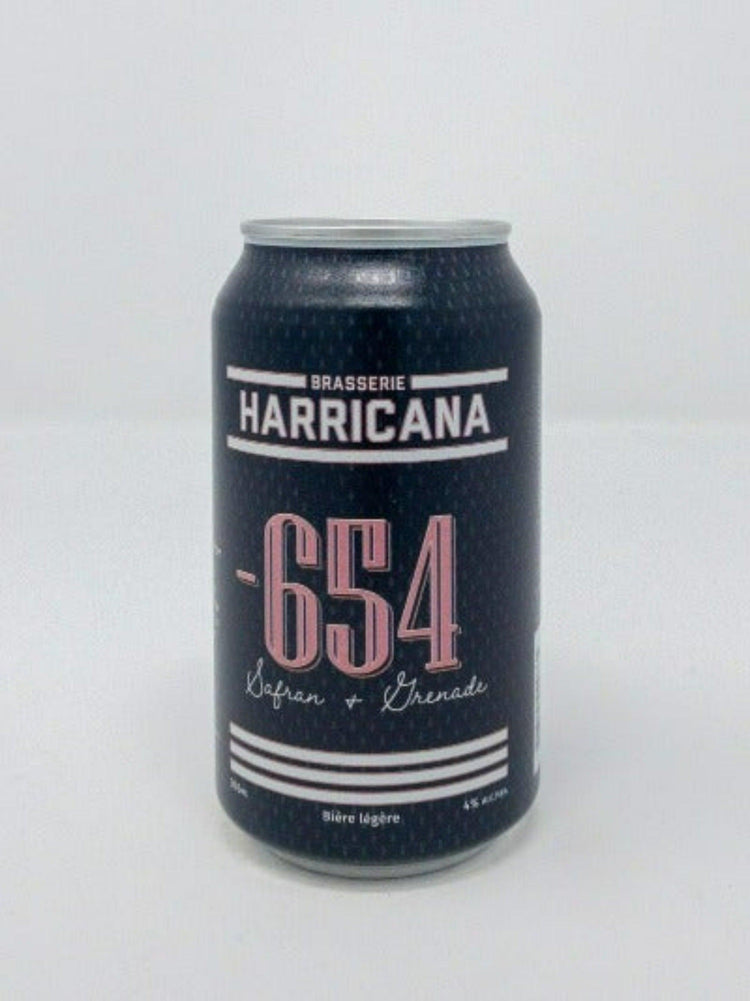 BRASSERIE
HARRICANA
-654
Safran + Grenade
4% ALC./VOL.
Bière légère